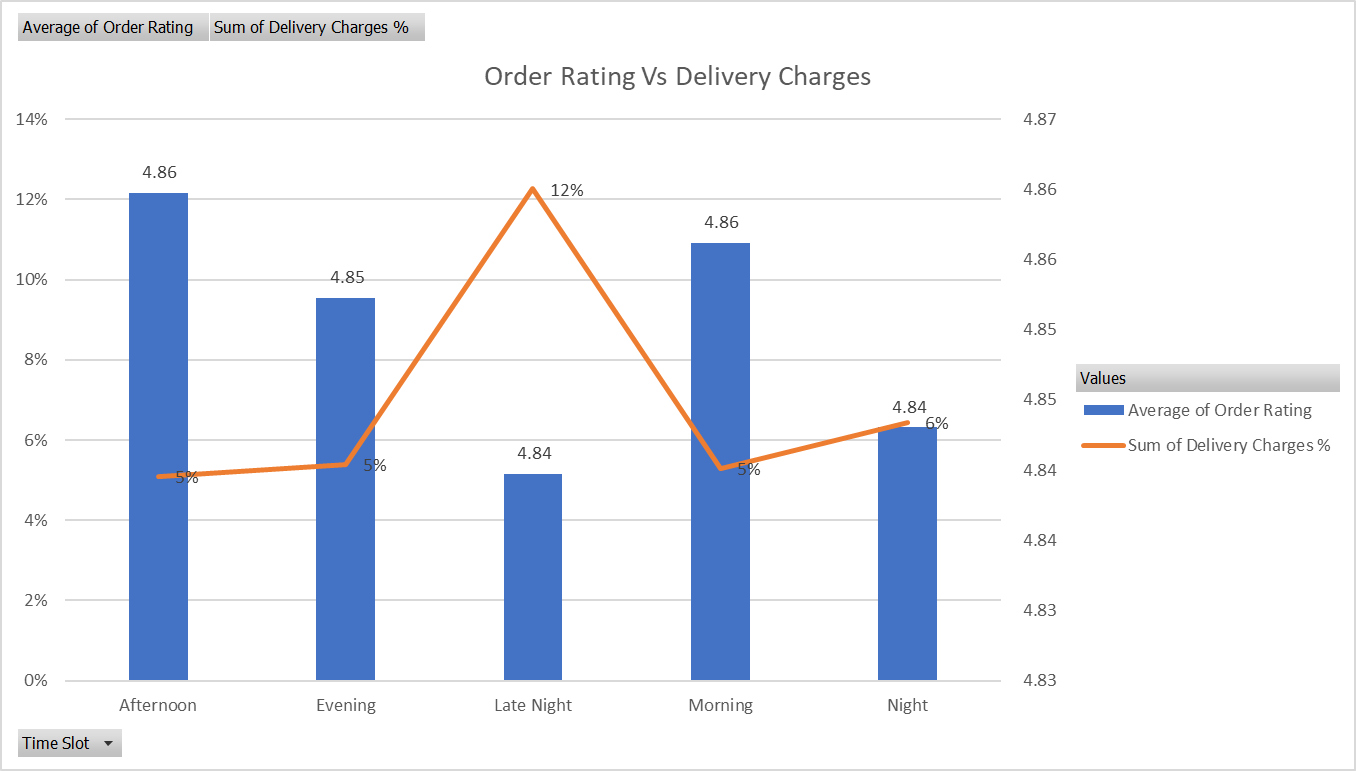 Average of Order Rating Sum of Delivery Charges %
Order Rating Vs Delivery Charges
14% 4.87
4.86
12% 12% 4.86
4.86
10% 4.85 4.86
8% 4.85
4.84 4.85
6% 6%
4.84
5% 5% 5% 4.84
4% 4.84
2% 4.83
0% 4.83
Afternoon Evening Late Night Morning Night
Values
Average of Order Rating
Sum of Delivery Charges %
Time Slot